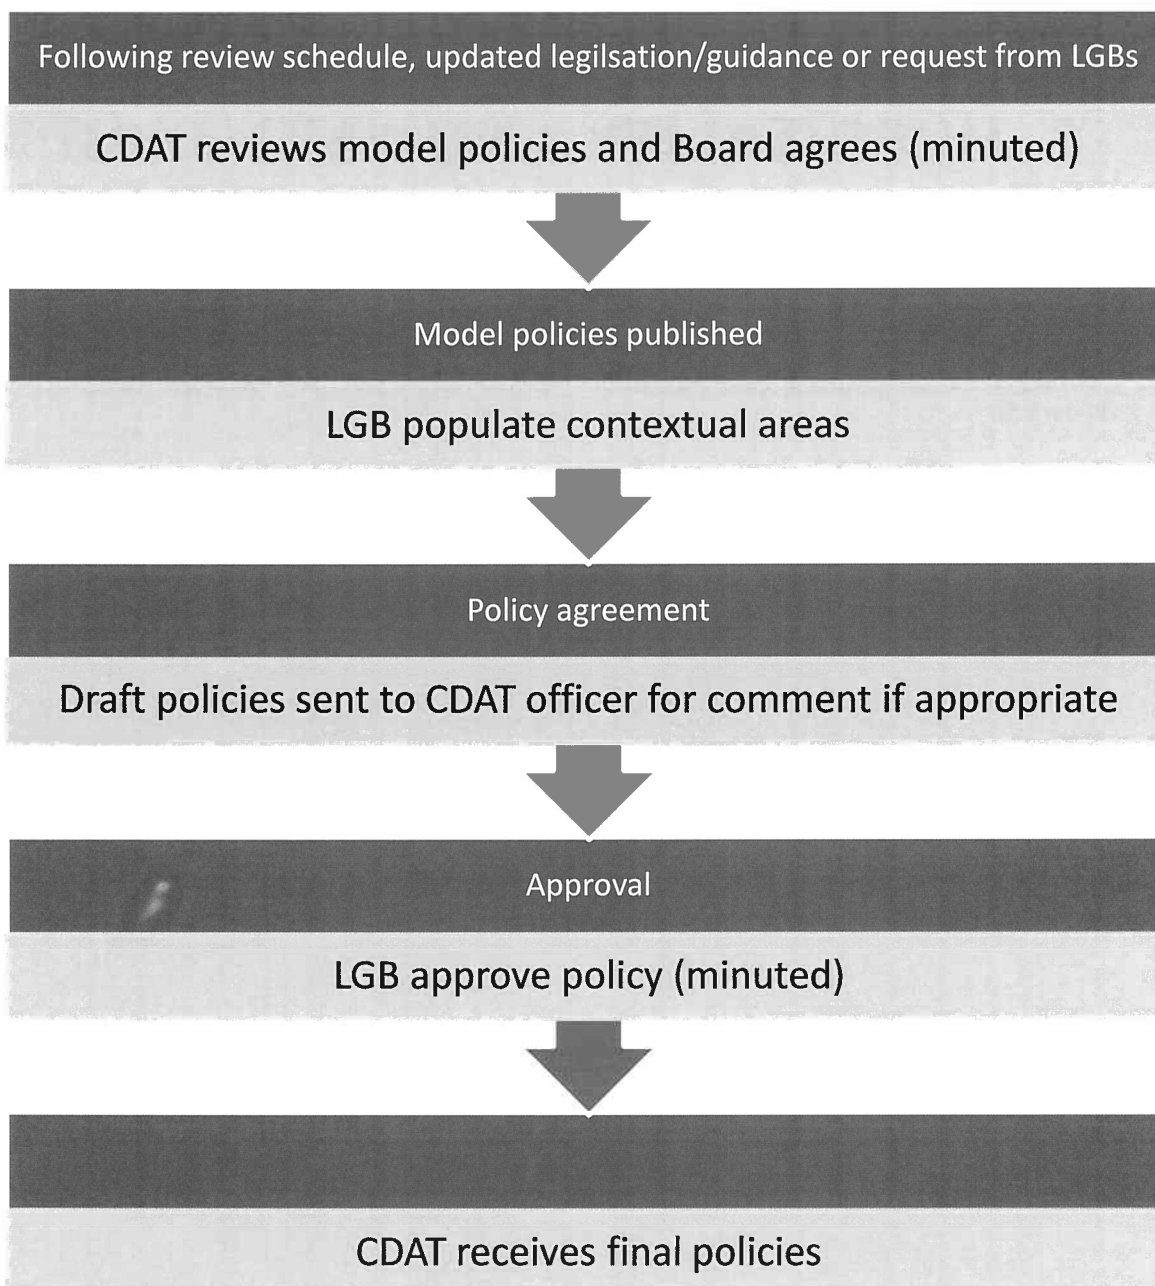 Following review schedule, updated legilsation/guidance or request from LGBs
CDAT reviews model policies and Board agrees (minuted)
Model policies published
LGB populate contextual areas
Policy agreement
Draft policies sent to CDAT officer for comment if appropriate
Approval
LGB approve policy (minuted)
CDAT receives final policies